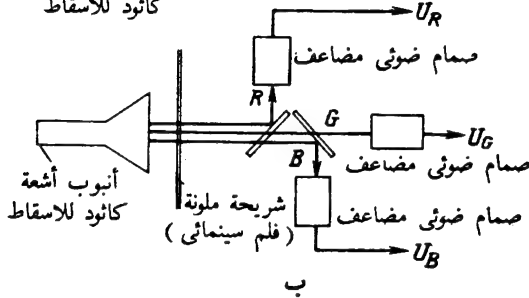 كاثود للاسقاط
U_R
صمام ضوئى مضاعف
R
G
U_G
صمام ضوئى مضاعف
B
أنبوب أشعة
كاثود للاسقاط
شريحة ملونة
( فلم سينمائى )
صمام ضوئى مضاعف
U_B
ب